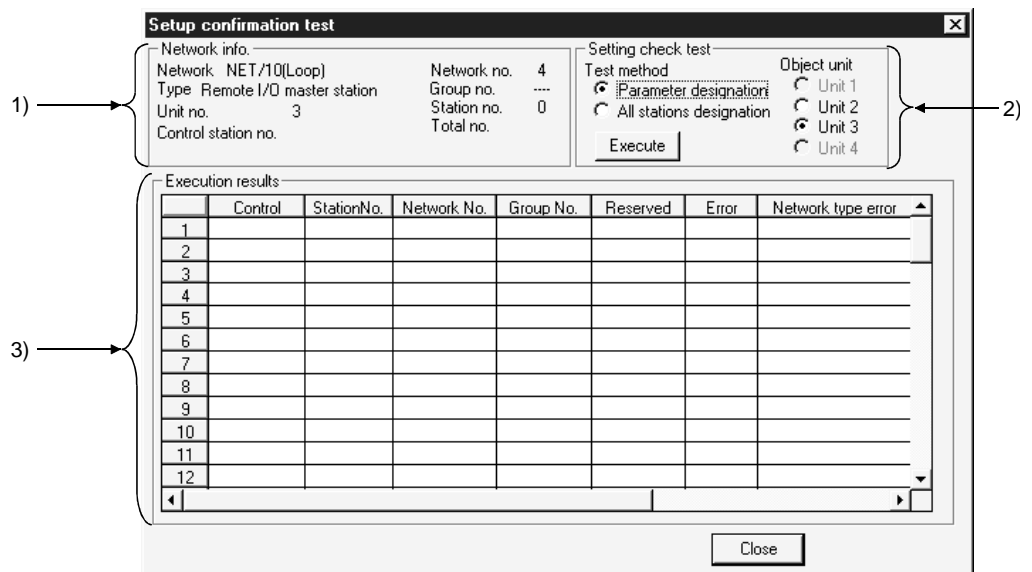 Setup confirmation test
1)
Network info.
Network NET/10(Loop)
Type Remote I/O master station
Unit no. 3
Control station no.
Network no. 4
Group no. ----
Station no. 0
Total no.
Setting check test
Test method
Parameter designation
All stations designation
Execute
Object unit
Unit 1
Unit 2
Unit 3
Unit 4
2)
3)
Execution results
Control StationNo. Network No. Group No. Reserved Error Network type error
1
2
3
4
5
6
7
8
9
10
11
12
Close